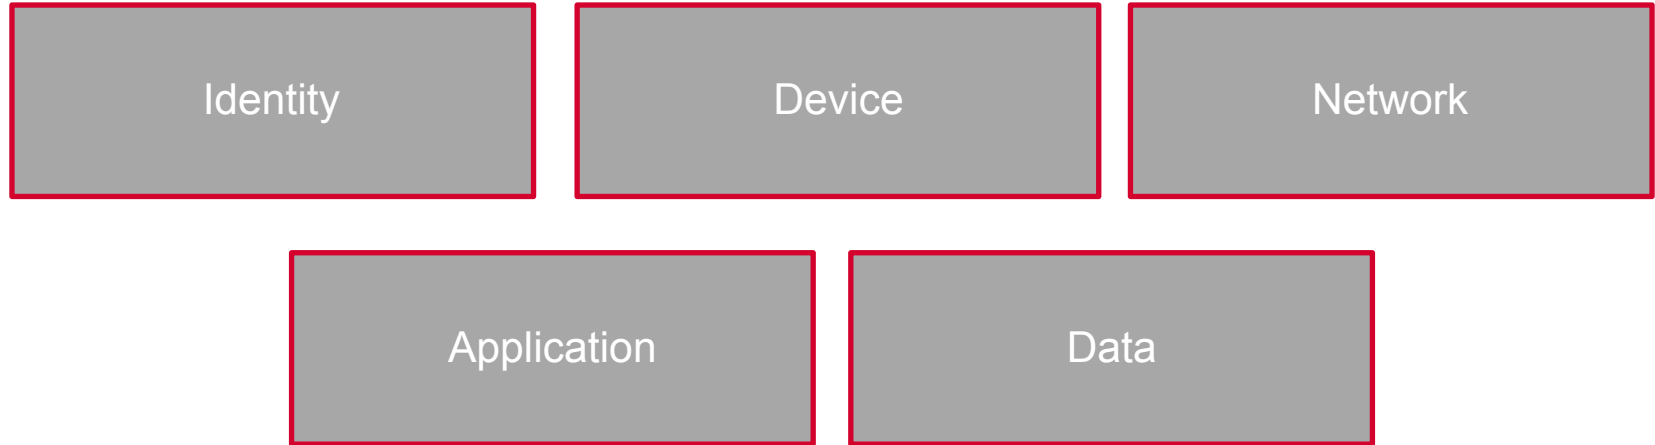 Identity
Device
Network
Application
Data